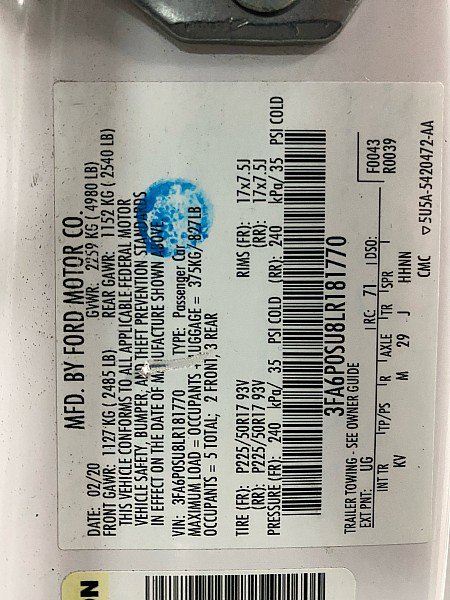 MFD. BY FORD MOTOR CO.
DATE: 02/20 GVWR: 2259 KG ( 4980 LB)
FRONT GAWR: 1127 KG ( 2485 LB) REAR GAWR: 1152 KG ( 2540 LB)
THIS VEHICLE CONFORMS TO ALL APPLICABLE FEDERAL MOTOR
VEHICLE SAFETY, BUMPER, AND THEFT PREVENTION STANDARDS
IN EFFECT ON THE DATE OF MANUFACTURE SHOWN ABOVE
VIN: 3FA6P0SU8LR181770 TYPE: Passenger Car
MAXIMUM LOAD = OCCUPANTS + LUGGAGE = 375KG/ 827LB
OCCUPANTS = 5 TOTAL; 2 FRONT, 3 REAR
TIRE (FR): P225/50R17 93V RIMS (FR): 17x7.5J
(RR): P225/50R17 93V (RR): 17x7.5J
PRESSURE (FR): 240 kPa/ 35 PSI COLD (RR): 240 kPa/ 35 PSI COLD
3FA6P0SU8LR181770
TRAILER TOWING - SEE OWNER GUIDE F0043
EXT PNT: UG RC: 71 DSO: R0039
INT TR TP/PS R AXLE TR SPR
KV M 29 J HHNN
CMC ▽ 5U5A-5420472-AA
ON